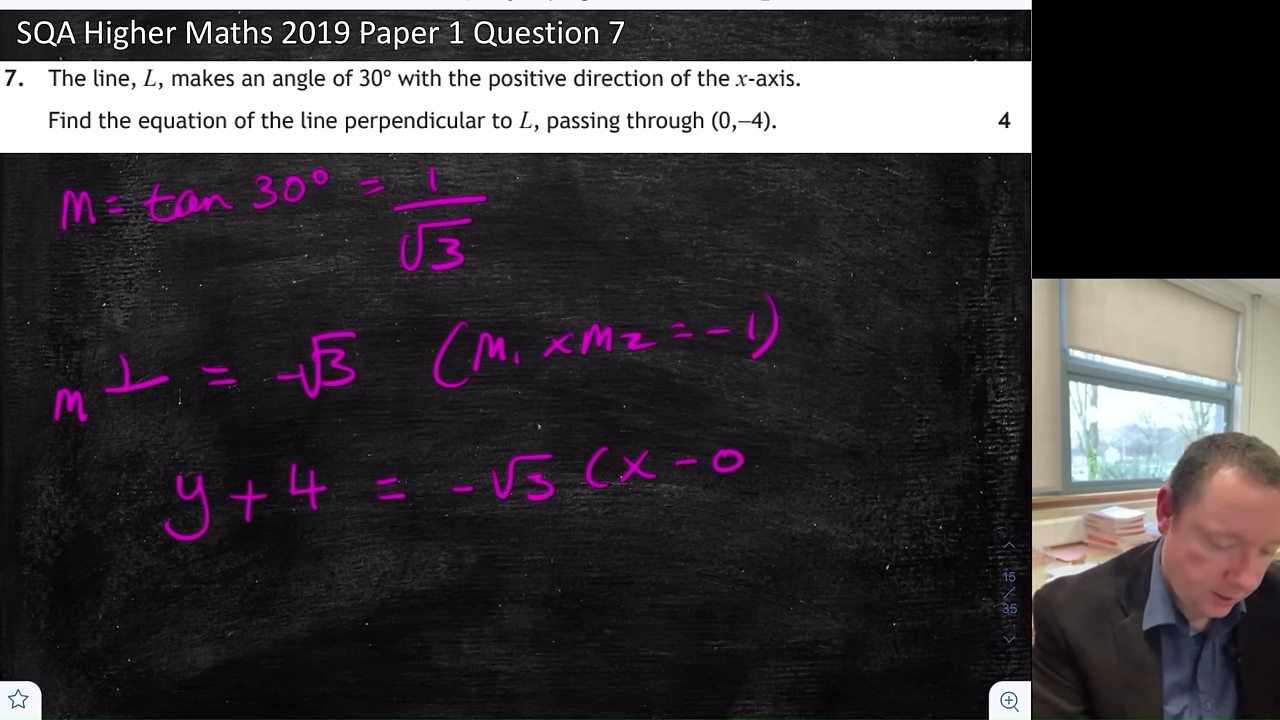 SQA Higher Maths 2019 Paper 1 Question 7
7. The line, L, makes an angle of 30° with the positive direction of the x-axis.
Find the equation of the line perpendicular to L, passing through (0,−4). 4
m = tan 30° = 1/√3
m⊥ = -√3 (m₁ × m₂ = -1)
y + 4 = -√3 (x - 0
15
/
35